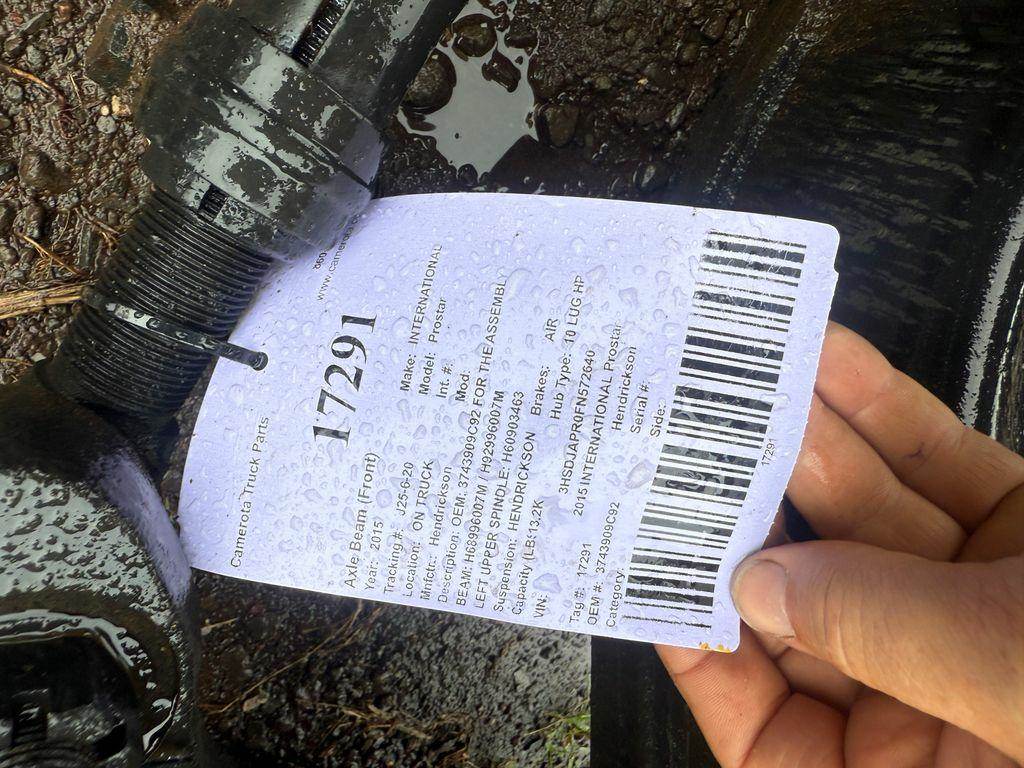 Camerota Truck Parts
860
www.camerota.
17291
Axle Beam (Front)
Year: 2015 Make: INTERNATIONAL
Tracking #: J25-6-20 Model: Prostar
Location: ON TRUCK Int. #:
Mnfctr: Hendrickson Mod:
Description: OEM: 3743909C92 FOR THE ASSEMBL
BEAM: H68996007M / H92996007M
LEFT UPPER SPINDLE: H60903463
Suspension: HENDRICKSON Brakes: AIR
Capacity (LB): 13.2K Hub Type: 10 LUG HP
VIN: 3HSDJAPR0FN572640
Tag #: 17291 2015 INTERNATIONAL Prostar
OEM #: 3743909C92 Hendrickson
Category: Serial #:
Side:
17291